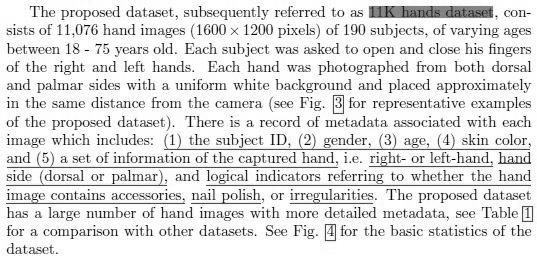 The proposed dataset, subsequently referred to as 11K hands dataset, con-
sists of 11,076 hand images (1600 × 1200 pixels) of 190 subjects, of varying ages
between 18 - 75 years old. Each subject was asked to open and close his fingers
of the right and left hands. Each hand was photographed from both dorsal
and palmar sides with a uniform white background and placed approximately
in the same distance from the camera (see Fig. 3 for representative examples
of the proposed dataset). There is a record of metadata associated with each
image which includes: (1) the subject ID, (2) gender, (3) age, (4) skin color,
and (5) a set of information of the captured hand, i.e. right- or left-hand, hand
side (dorsal or palmar), and logical indicators referring to whether the hand
image contains accessories, nail polish, or irregularities. The proposed dataset
has a large number of hand images with more detailed metadata, see Table 1
for a comparison with other datasets. See Fig. 4 for the basic statistics of the
dataset.